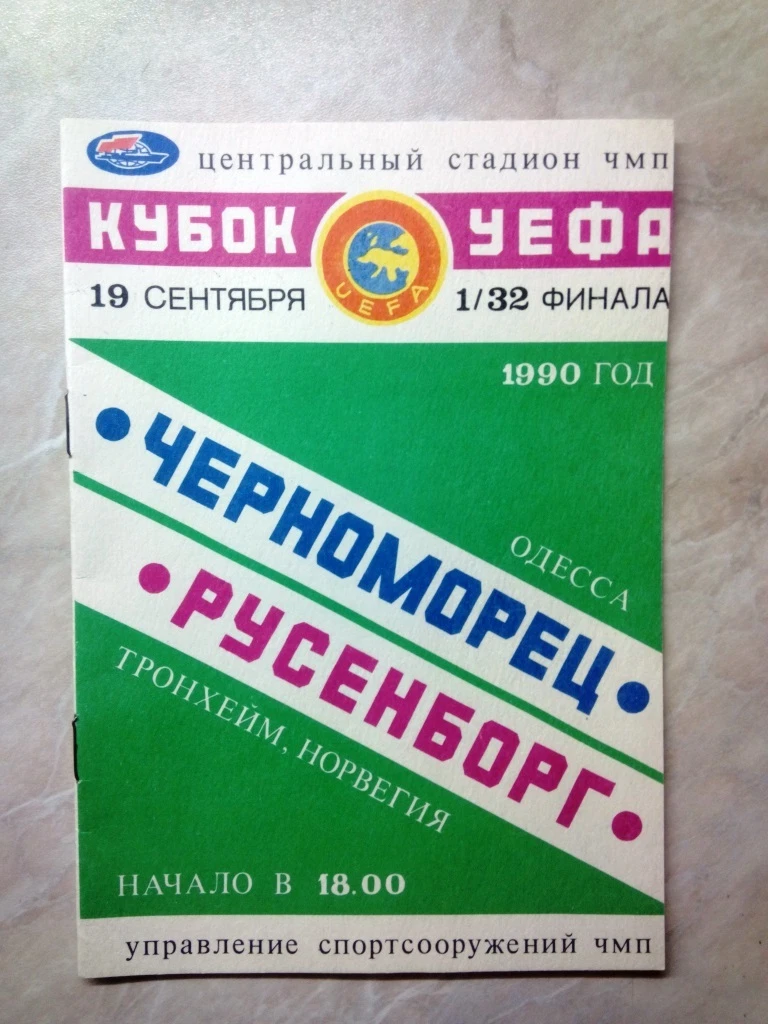 центральный стадион чмп
КУБОК УЕФА
UEFA
19 СЕНТЯБРЯ 1/32 ФИНАЛА
1990 ГОД
•ЧЕРНОМОРЕЦ•
ОДЕССА
•РУСЕНБОРГ•
ТРОНХЕЙМ, НОРВЕГИЯ
НАЧАЛО В 18.00
управление спортсооружений чмп